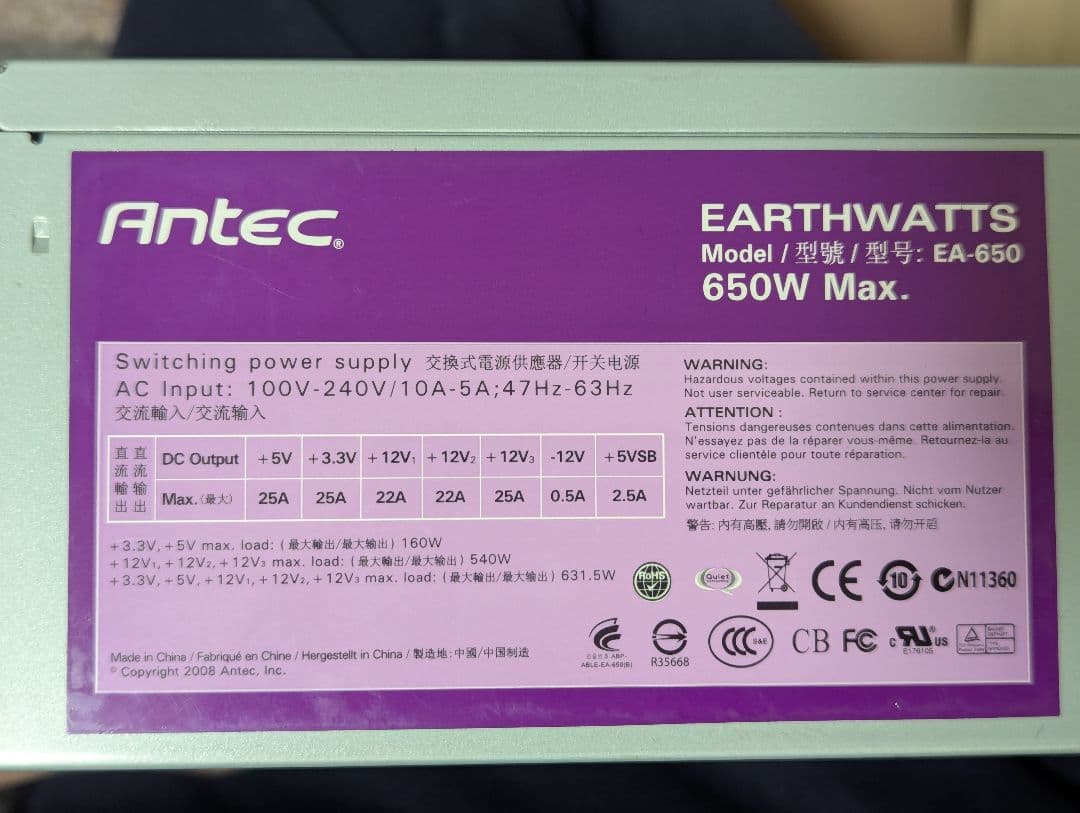 Antec®
EARTHWATTS
Model / 型號 / 型号: EA-650
650W Max.
Switching power supply 交換式電源供應器/开关电源
AC Input: 100V-240V/10A-5A;47Hz-63Hz
交流輸入/交流输入
直流輸出 直流输出
DC Output +5V +3.3V +12V1 +12V2 +12V3 -12V +5VSB
Max.(最大) 25A 25A 22A 22A 25A 0.5A 2.5A
+3.3V, +5V max. load: (最大輸出/最大输出) 160W
+12V1, +12V2, +12V3 max. load: (最大輸出/最大输出) 540W
+3.3V, +5V, +12V1, +12V2, +12V3 max. load: (最大輸出/最大输出) 631.5W
WARNING:
Hazardous voltages contained within this power supply.
Not user serviceable. Return to service center for repair.
ATTENTION :
Tensions dangereuses contenues dans cette alimentation.
N'essayez pas de la réparer vous-même. Retournez-la au
service clientèle pour toute réparation.
WARNUNG:
Netzteil unter gefährlicher Spannung. Nicht vom Nutzer
wartbar. Zur Reparatur an Kundendienst schicken.
警告: 内有高壓, 請勿開啟 / 内有高压, 请勿开启
RoHS
Quiet
CE
10
N11360
ABLE-EA-650(B)
R35668
CCC S&E
CB
FC
c RU® US
E176105
Made in China / Fabriqué en Chine / Hergestellt in China / 製造地: 中國/中国制造
© Copyright 2008 Antec, Inc.